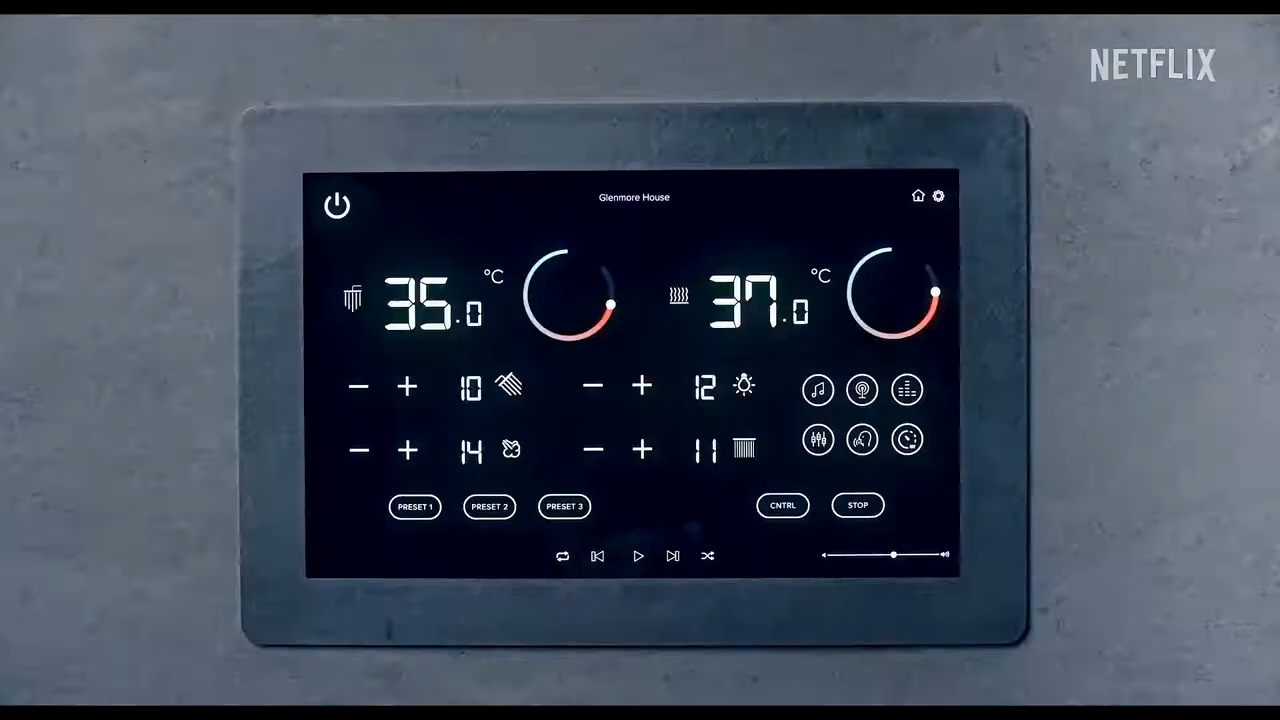 NETFLIX
Glenmore House
35.0 °C
37.0 °C
10
12
14
11
PRESET 1 PRESET 2 PRESET 3 CNTRL STOP